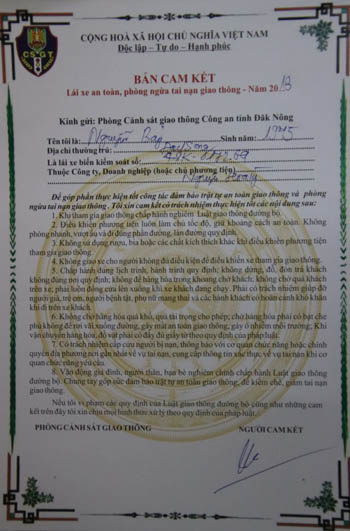 CỘNG HOÀ XÃ HỘI CHỦ NGHĨA VIỆT NAM
Độc lập – Tự do – Hạnh phúc
C.S.G.T
BẢN CAM KẾT
Lái xe an toàn, phòng ngừa tai nạn giao thông - Năm 2013
Kính gửi: Phòng Cảnh sát giao thông Công an tỉnh Đăk Nông
Tên tôi là: Nguyễn Sinh năm: 1975
Địa chỉ thường trú:
Là lái xe biển kiểm soát số:
Thuộc Công ty, Doanh nghiệp (hoặc chủ phương tiện)
Để góp phần thực hiện tốt công tác đảm bảo trật tự an toàn giao thông và phòng
ngừa tai nạn giao thông, Tôi xin cam kết có trách nhiệm thực hiện tốt các nội dung sau:
1. Khi tham gia giao thông chấp hành nghiêm Luật giao thông đường bộ.
2. Điều khiển phương tiện luôn làm chủ tốc độ, giữ khoảng cách an toàn. Không
phóng nhanh, vượt ẩu và đi đúng phần đường, làn đường quy định.
3. Không sử dụng rượu, bia hoặc các chất kích thích khác khi điều khiển phương tiện
tham gia giao thông.
4. Không giao xe cho người không đủ điều kiện để điều khiển xe tham gia giao thông.
5. Chấp hành đúng lịch trình, hành trình quy định; không dừng, đỗ, đón trả khách
không đúng nơi quy định; không để hàng hóa trong khoang chở khách, không chở quá khách
trên xe, phải luôn đóng cửa lên xuống khi xe khách đang chạy. Phải có trách nhiệm giúp đỡ
người già, trẻ em, người bệnh tật, phụ nữ mang thai và các hành khách có hoàn cảnh khó khăn
khi đi trên xe khách.
6. Không chở hàng hóa quá khổ, quá tải trọng cho phép; chở hàng hóa phải có bạt che
phủ không để rơi vãi xuống đường, gây mất an toàn giao thông, gây ô nhiễm môi trường; Khi
vận chuyển hàng hóa, đồ vật phải có đầy đủ giấy tờ theo quy định của pháp luật.
7. Có trách nhiệm cấp cứu người bị nạn, thông báo với cơ quan chức năng hoặc chính
quyền địa phương nơi gần nhất về vụ tai nạn, cung cấp thông tin xác thực về vụ tai nạn khi cơ
quan chức năng yêu cầu.
8. Vận động gia đình, người thân, bạn bè nghiêm chỉnh chấp hành Luật giao thông
đường bộ. Chung tay góp sức đảm bảo trật tự an toàn giao thông, để kiềm chế, giảm tai nạn
giao thông.
Nếu tôi vi phạm các quy định của Luật giao thông đường bộ cũng như những cam
kết trên đây tôi xin chịu mọi hình thức xử lý theo quy định của pháp luật.
PHÒNG CẢNH SÁT GIAO THÔNG NGƯỜI CAM KẾT